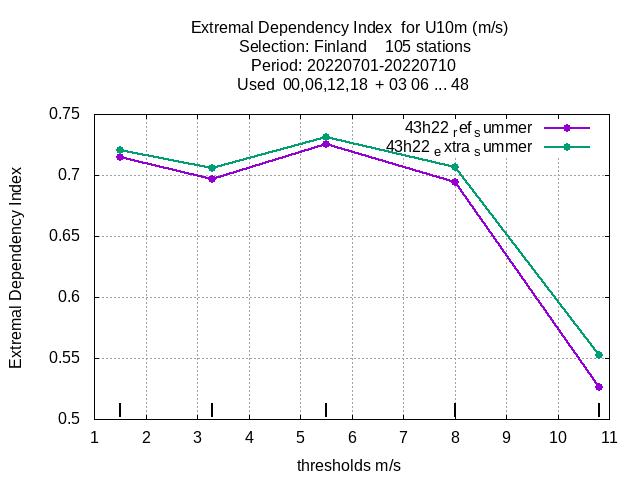 Extremal Dependency Index  for U10m (m/s)
Selection: Finland    105 stations
Period: 20220701-20220710
Used  00,06,12,18  + 03 06 ... 48
43h22 ref summer
43h22 extra summer
Extremal Dependency Index
0.75
0.7
0.65
0.6
0.55
0.5
1 2 3 4 5 6 7 8 9 10 11
thresholds m/s